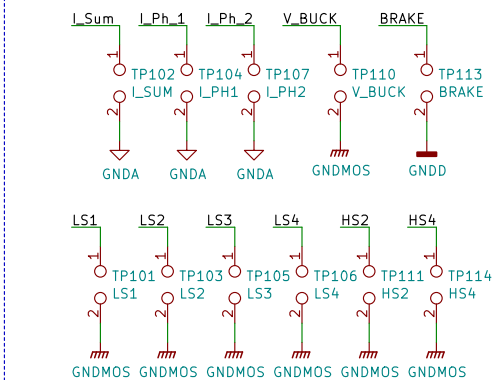 I_Sum I_Ph_1 I_Ph_2 V_BUCK BRAKE
1 1 1 1 1
TP102 TP104 TP107 TP110 TP113
I_SUM I_PH1 I_PH2 V_BUCK BRAKE
2 2 2 2 2
GNDA GNDA GNDA GNDMOS GNDD
LS1 LS2 LS3 LS4 HS2 HS4
1 1 1 1 1 1
TP101 TP103 TP105 TP106 TP111 TP114
LS1 LS2 LS3 LS4 HS2 HS4
2 2 2 2 2 2
GNDMOS GNDMOS GNDMOS GNDMOS GNDMOS GNDMOS